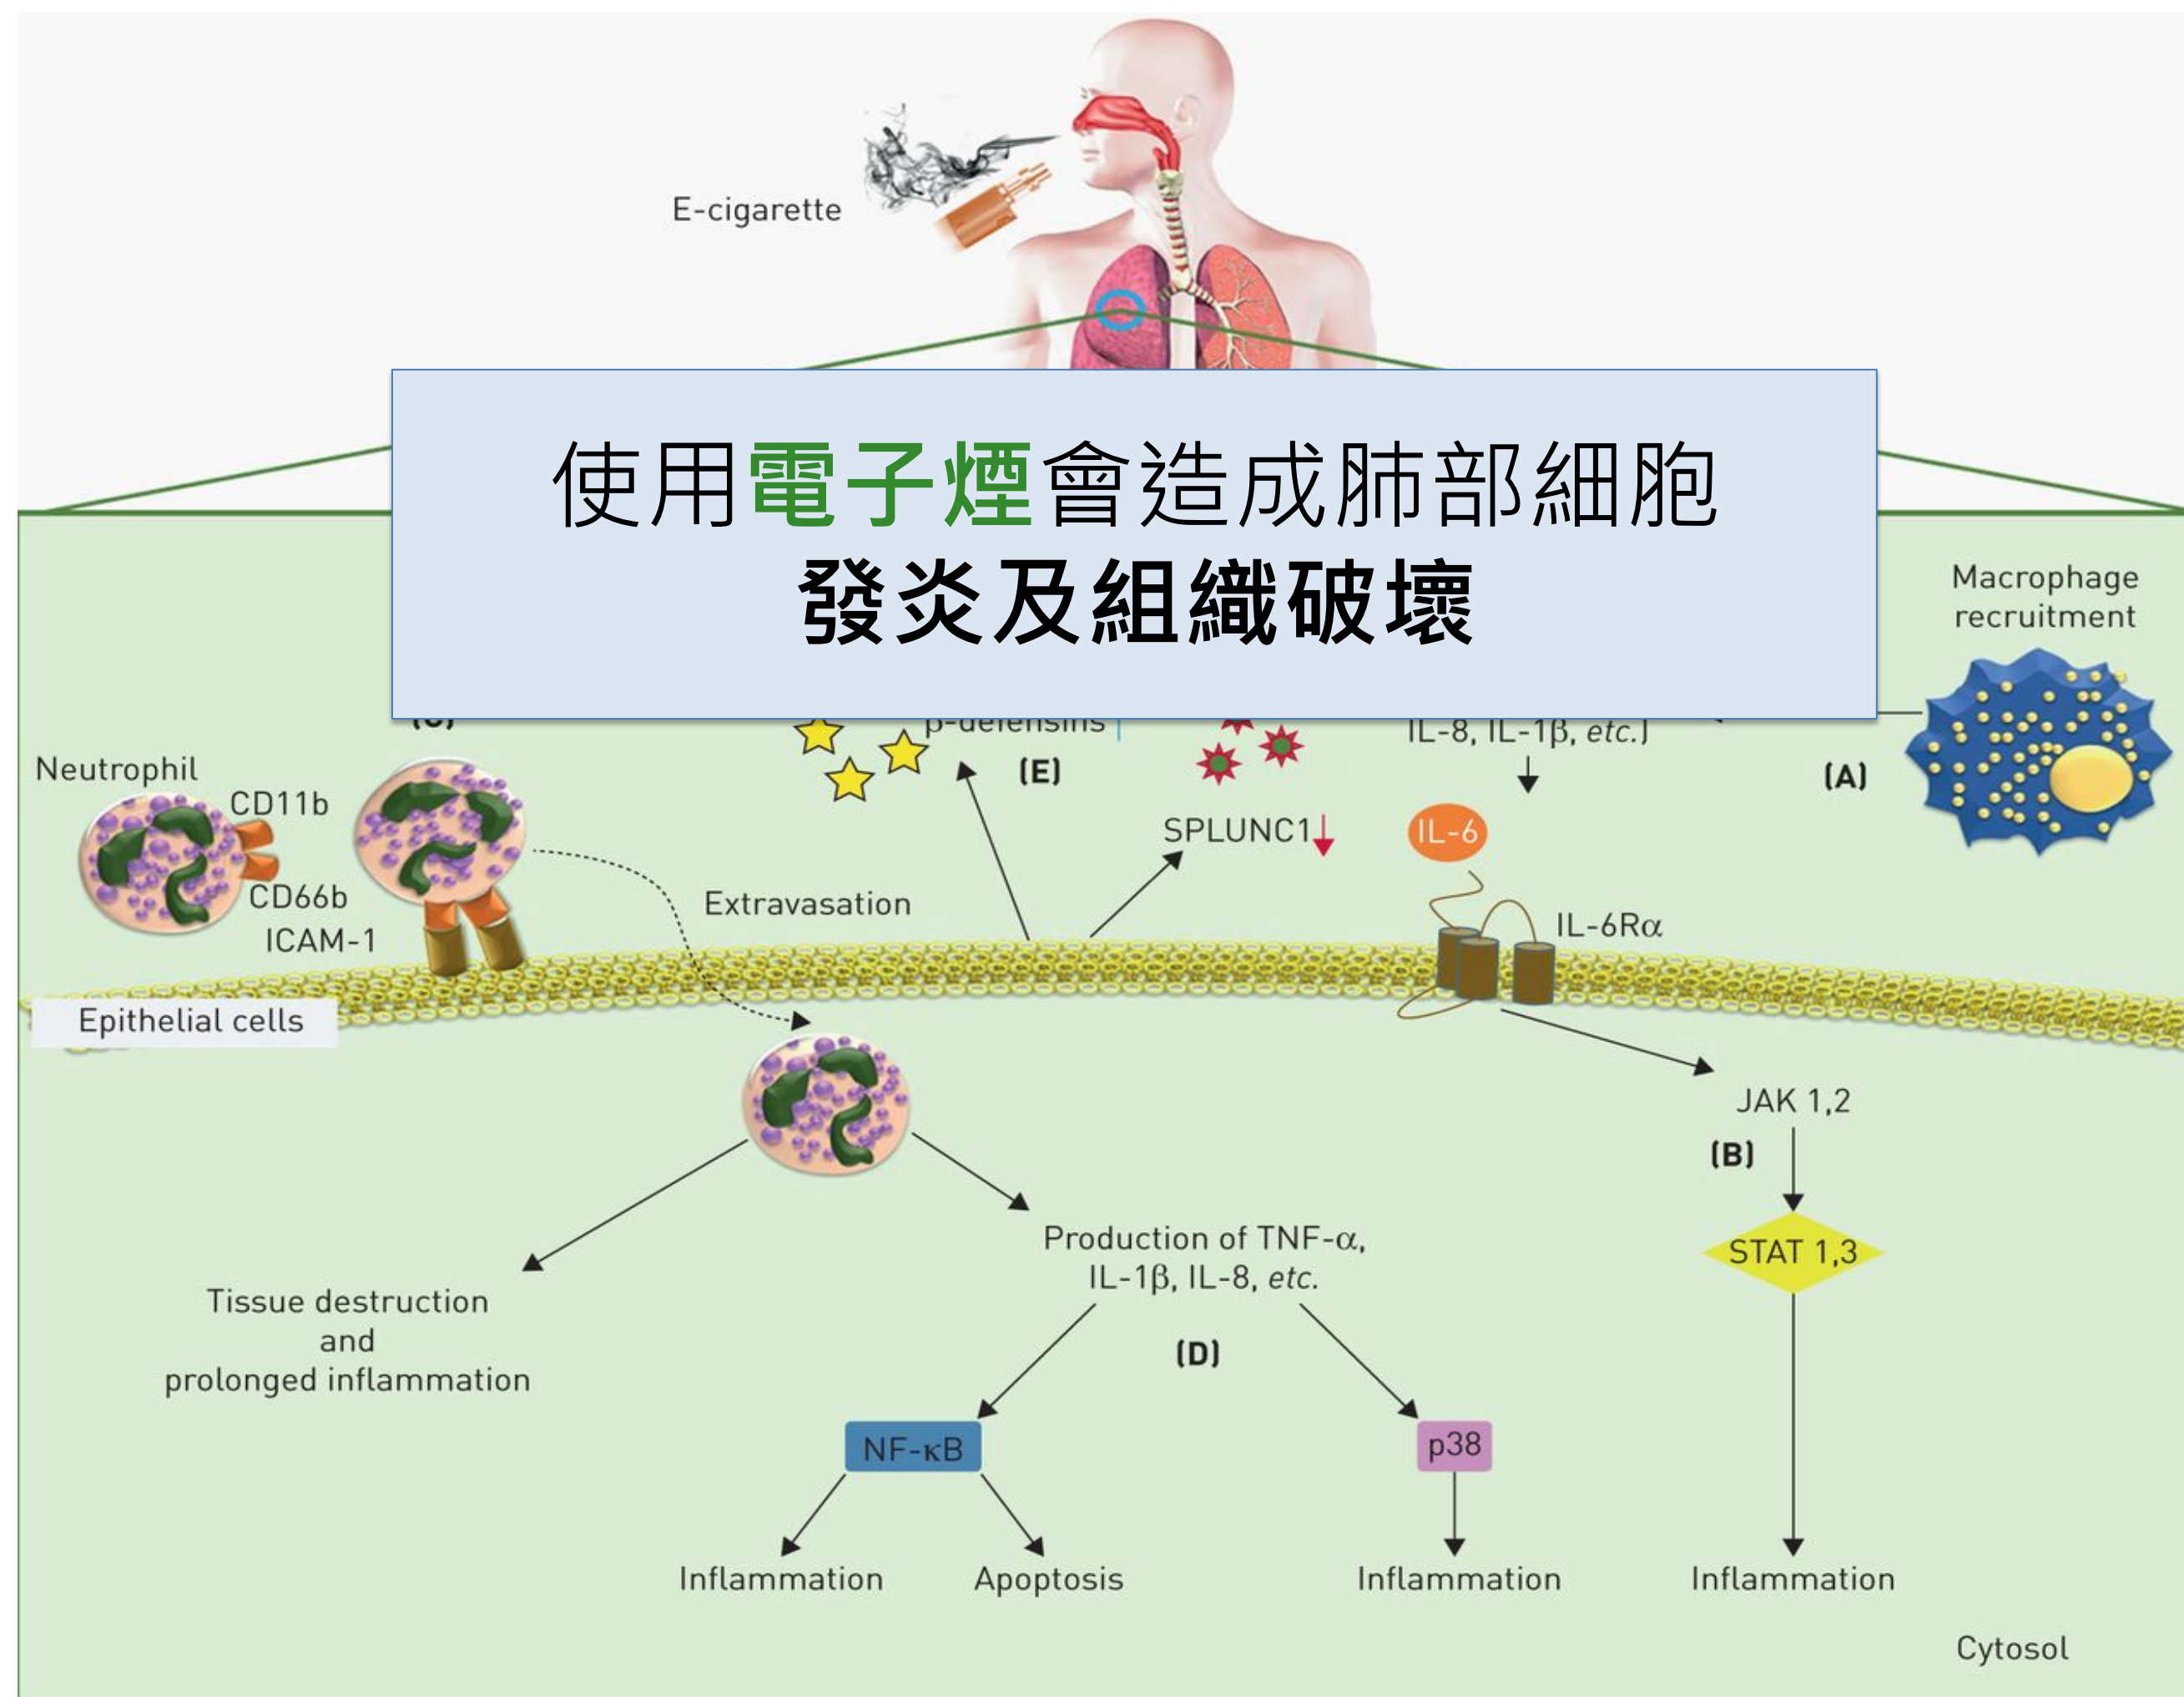 E-cigarette
使用電子煙會造成肺部細胞
發炎及組織破壞
Macrophage
recruitment
β-defensins
IL-8, IL-1β, etc.)
(C)
(E)
(A)
Neutrophil
CD11b
CD66b
ICAM-1
Extravasation
SPLUNC1
IL-6
IL-6Rα
Epithelial cells
JAK 1,2
(B)
STAT 1,3
Production of TNF-α,
IL-1β, IL-8, etc.
(D)
Tissue destruction
and
prolonged inflammation
NF-κB
p38
Inflammation
Apoptosis
Inflammation
Inflammation
Cytosol